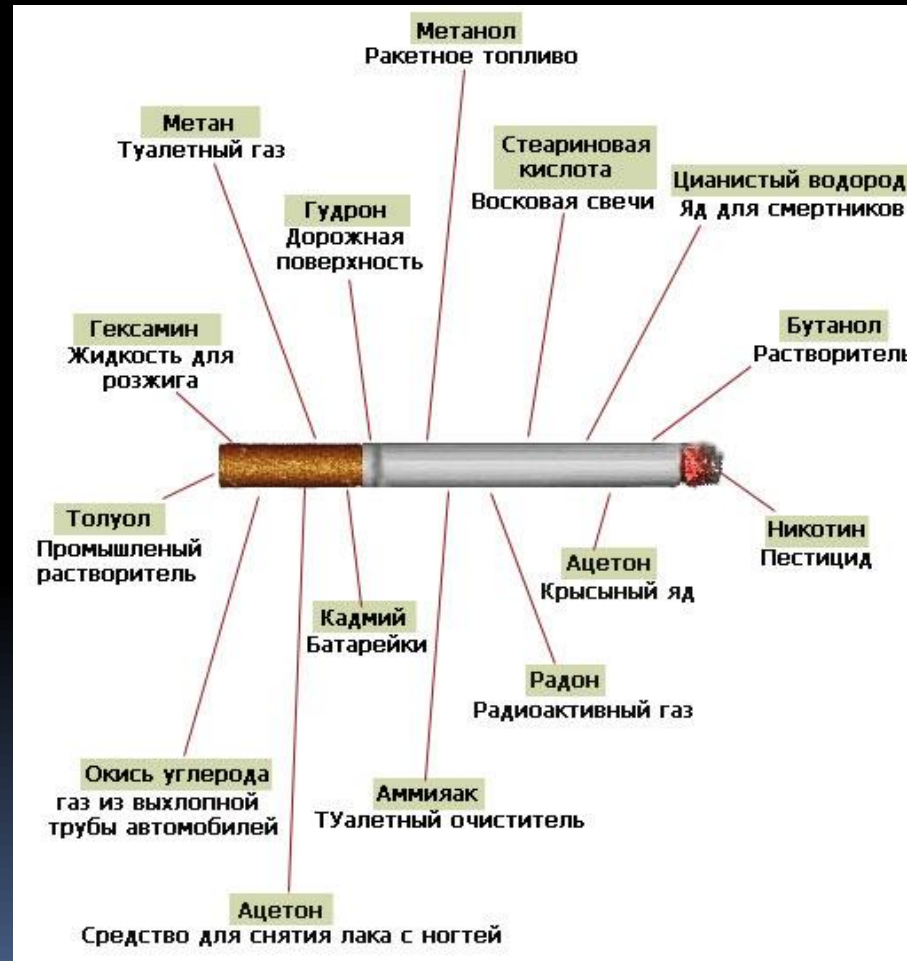 Метанол
Ракетное топливо
Метан
Туалетный газ
Стеариновая
кислота
Восковая свечи
Цианистый водород
Яд для смертников
Гудрон
Дорожная
поверхность
Гексамин
Жидкость для
розжига
Бутанол
Растворитель
Толуол
Промышленый
растворитель
Никотин
Пестицид
Ацетон
Крысыный яд
Кадмий
Батарейки
Радон
Радиоактивный газ
Окись углерода
газ из выхлопной
трубы автомобилей
Аммияак
ТУалетный очиститель
Ацетон
Средство для снятия лака с ногтей